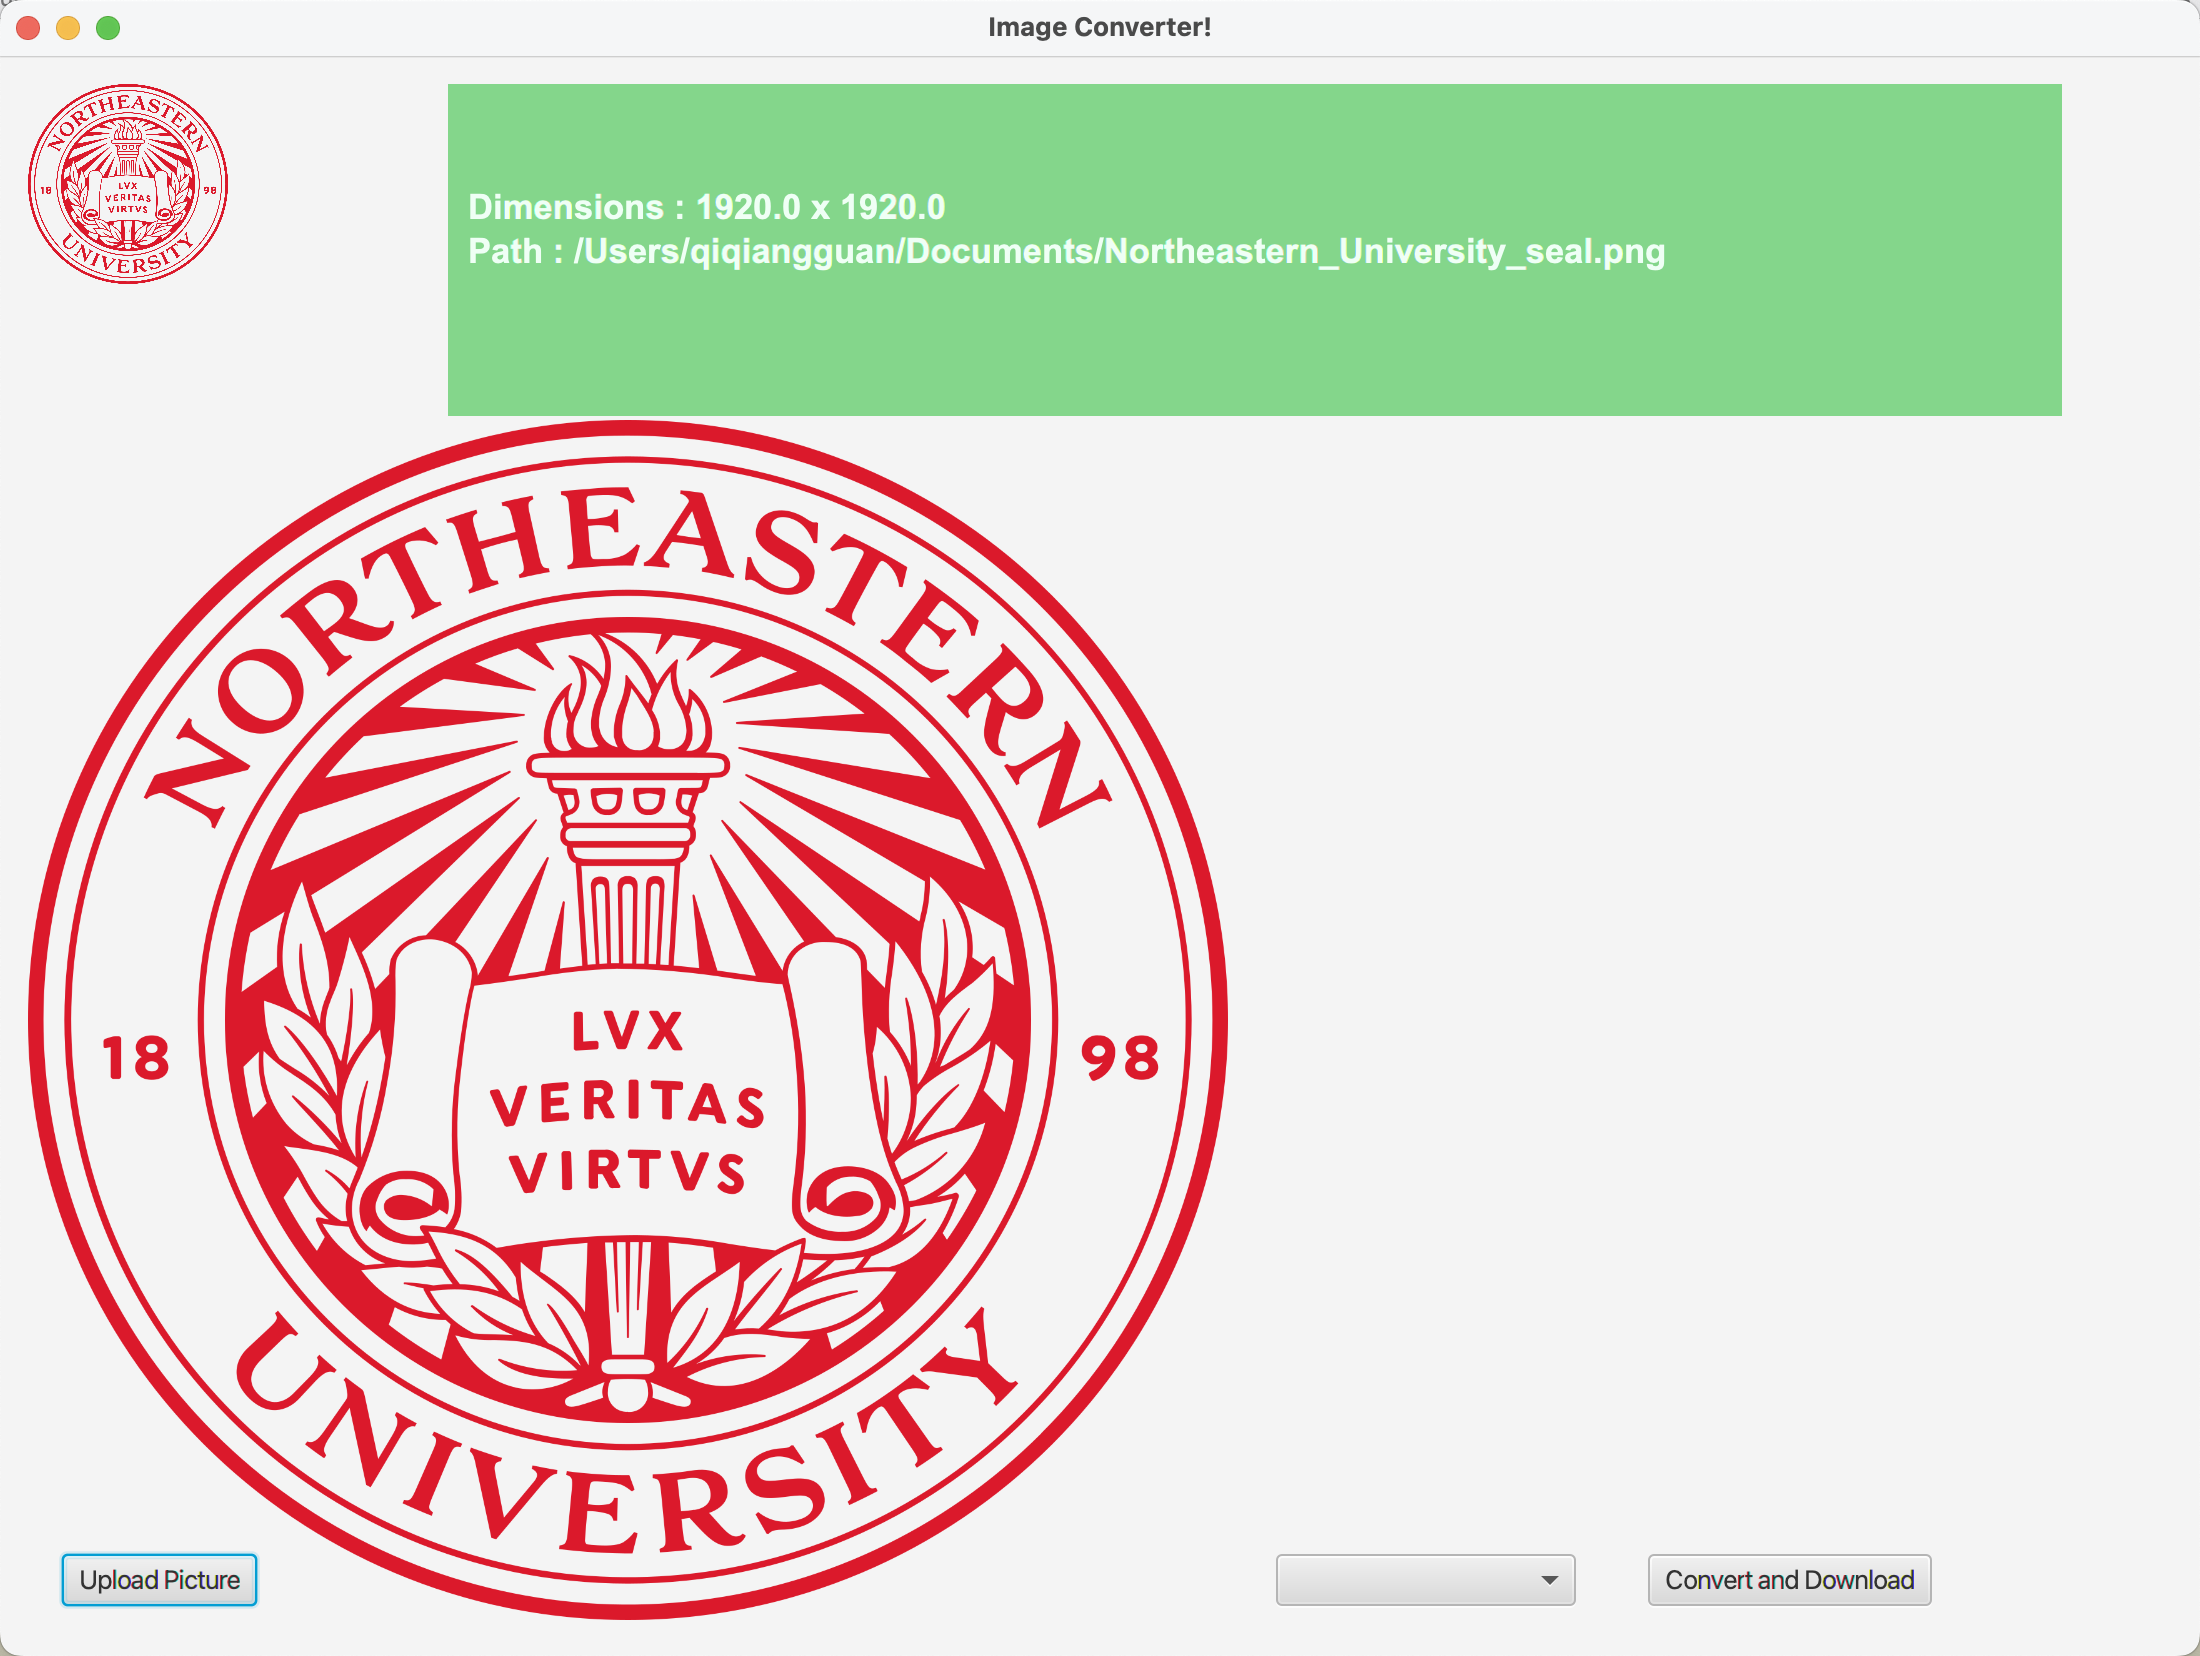 Image Converter!
NORTHEASTERN
18
98
LVX
VERITAS
VIRTVS
UNIVERSITY
Dimensions : 1920.0 x 1920.0
Path : /Users/qiqiangguan/Documents/Northeastern_University_seal.png
NORTHEASTERN
18
98
LVX
VERITAS
VIRTVS
UNIVERSITY
Upload Picture
Convert and Download